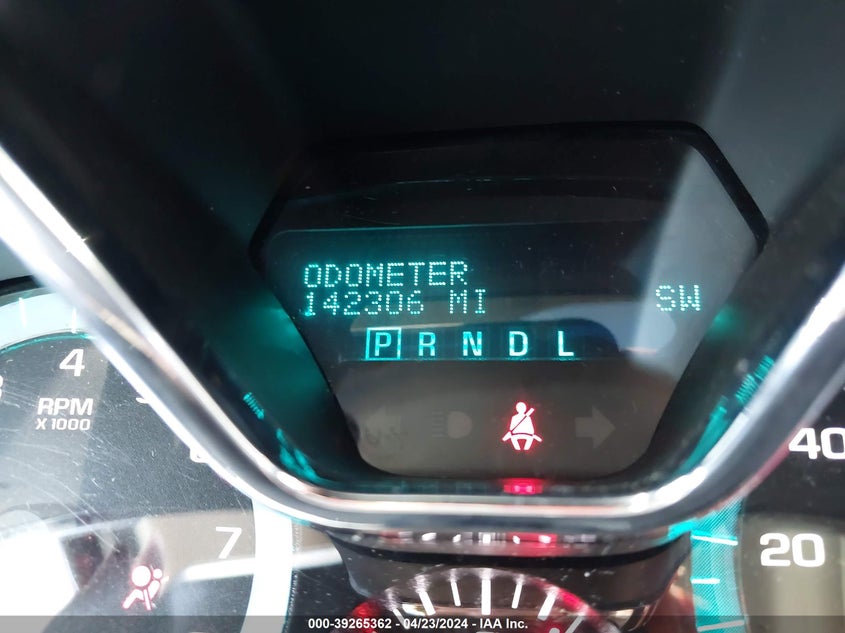 ODOMETER
142306 MI SW
P R N D L
4
RPM
X 1000
7
40
20
000-39265362 - 04/23/2024 - IAA Inc.